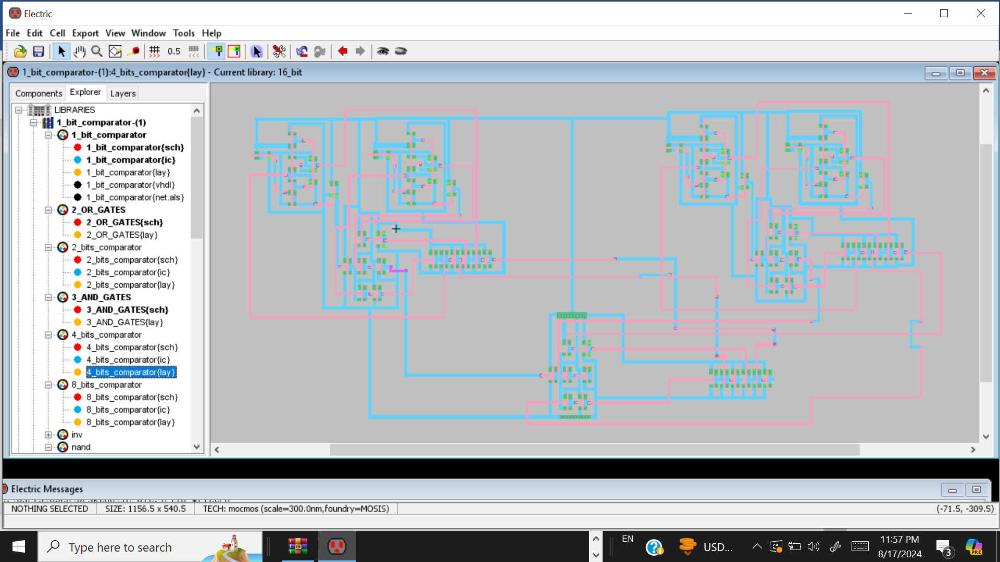 Electric
File Edit Cell Export View Window Tools Help
0.5
1_bit_comparator-(1):4_bits_comparator{lay} - Current library: 16_bit
Components Explorer Layers
LIBRARIES
1_bit_comparator-(1)
1_bit_comparator
1_bit_comparator{sch}
1_bit_comparator{ic}
1_bit_comparator{lay}
1_bit_comparator{vhdl}
1_bit_comparator{net.als}
2_OR_GATES
2_OR_GATES{sch}
2_OR_GATES{lay}
2_bits_comparator
2_bits_comparator{sch}
2_bits_comparator{ic}
2_bits_comparator{lay}
3_AND_GATES
3_AND_GATES{sch}
3_AND_GATES{lay}
4_bits_comparator
4_bits_comparator{sch}
4_bits_comparator{ic}
4_bits_comparator{lay}
8_bits_comparator
8_bits_comparator{sch}
8_bits_comparator{ic}
8_bits_comparator{lay}
inv
nand
Electric Messages
NOTHING SELECTED SIZE: 1156.5 x 540.5 TECH: mocmos (scale=300.0nm,foundry=MOSIS) (-71.5, -309.5)
Type here to search
EN
USD...
11:57 PM
8/17/2024
3
PRE